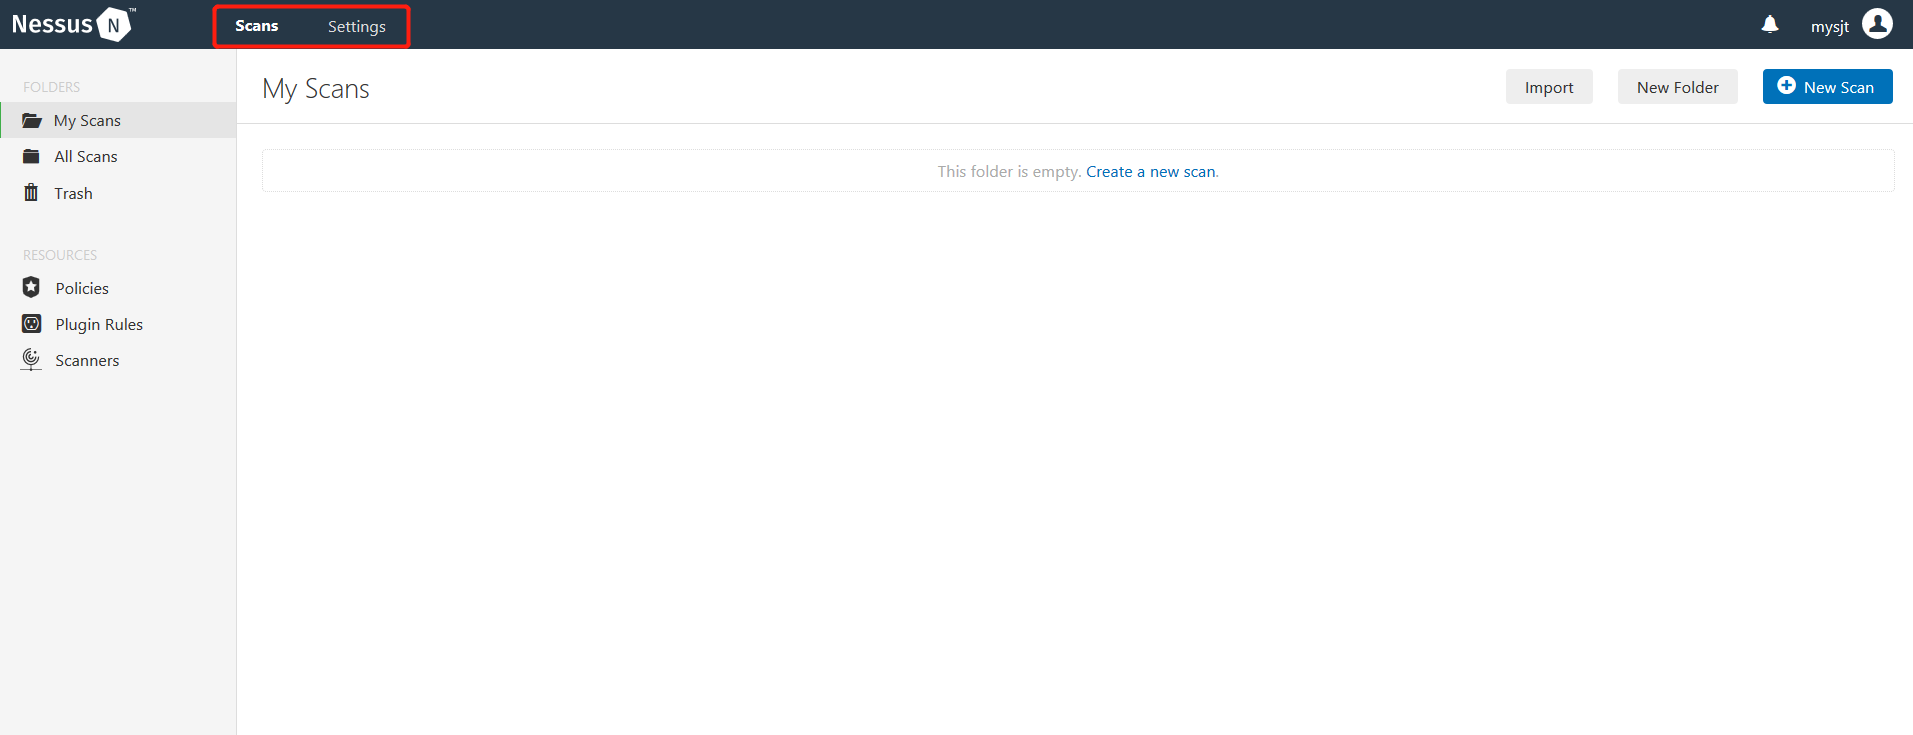 Nessus N™ Scans Settings mysjt
FOLDERS
My Scans
All Scans
Trash
RESOURCES
Policies
Plugin Rules
Scanners
My Scans Import New Folder New Scan
This folder is empty. Create a new scan.